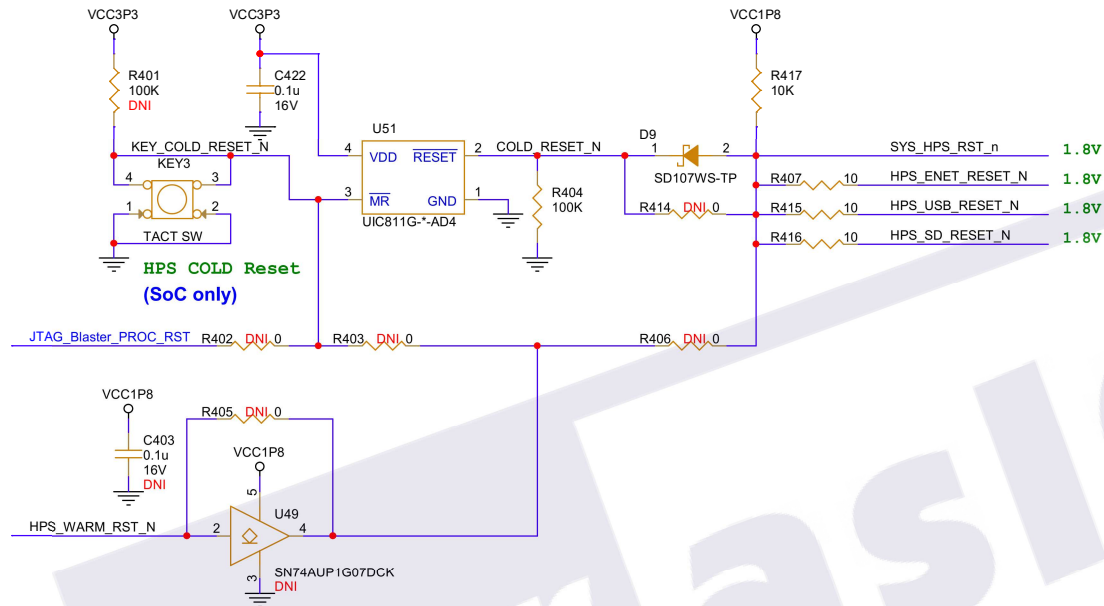 VCC3P3
VCC3P3
VCC1P8
R401
100K
DNI
C422
0.1u
16V
R417
10K
U51
KEY_COLD_RESET_N
KEY3
4
3
1
2
TACT SW
4
VDD
RESET
2
3
MR
GND
1
UIC811G-*-AD4
COLD_RESET_N
R404
100K
D9
1
2
SD107WS-TP
R414 DNI 0
SYS_HPS_RST_n 1.8V
R407 10 HPS_ENET_RESET_N 1.8V
R415 10 HPS_USB_RESET_N 1.8V
R416 10 HPS_SD_RESET_N 1.8V
HPS COLD Reset
(SoC only)
JTAG_Blaster_PROC_RST R402 DNI 0 R403 DNI 0 R406 DNI 0
VCC1P8
C403
0.1u
16V
DNI
R405 DNI 0
VCC1P8
5
U49
HPS_WARM_RST_N 2 4
3
SN74AUP1G07DCK
DNI